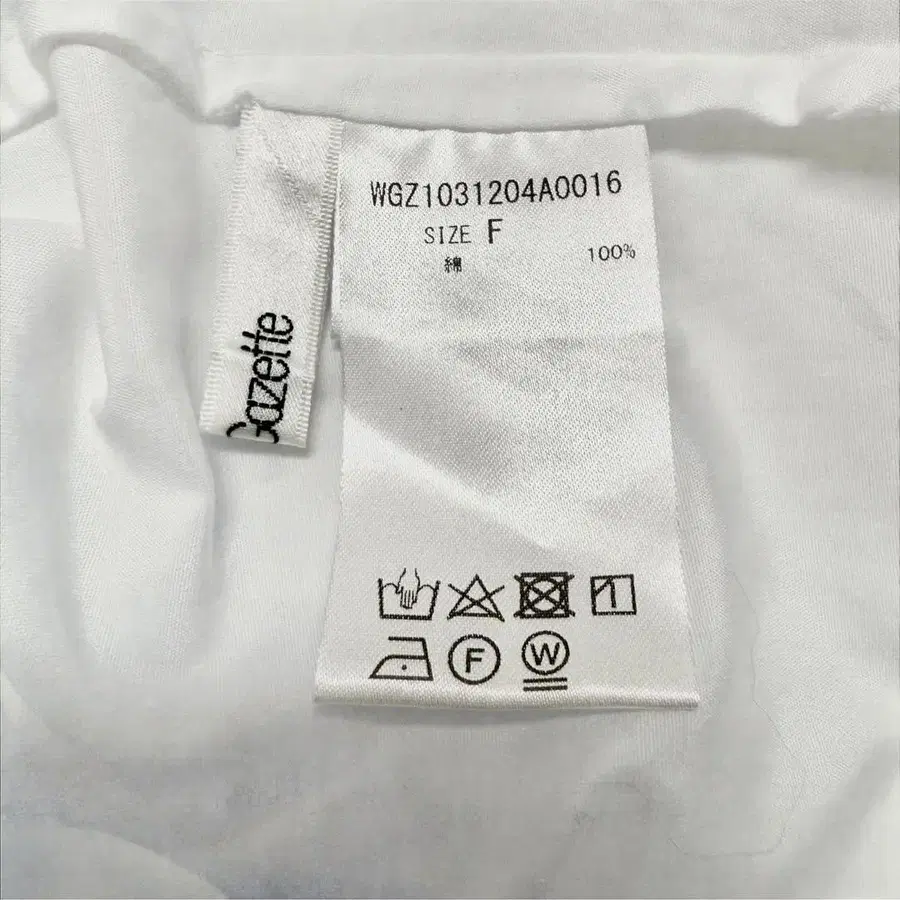 WGZ1031204A0016
SIZE F
綿 100%
Gazette
F
W